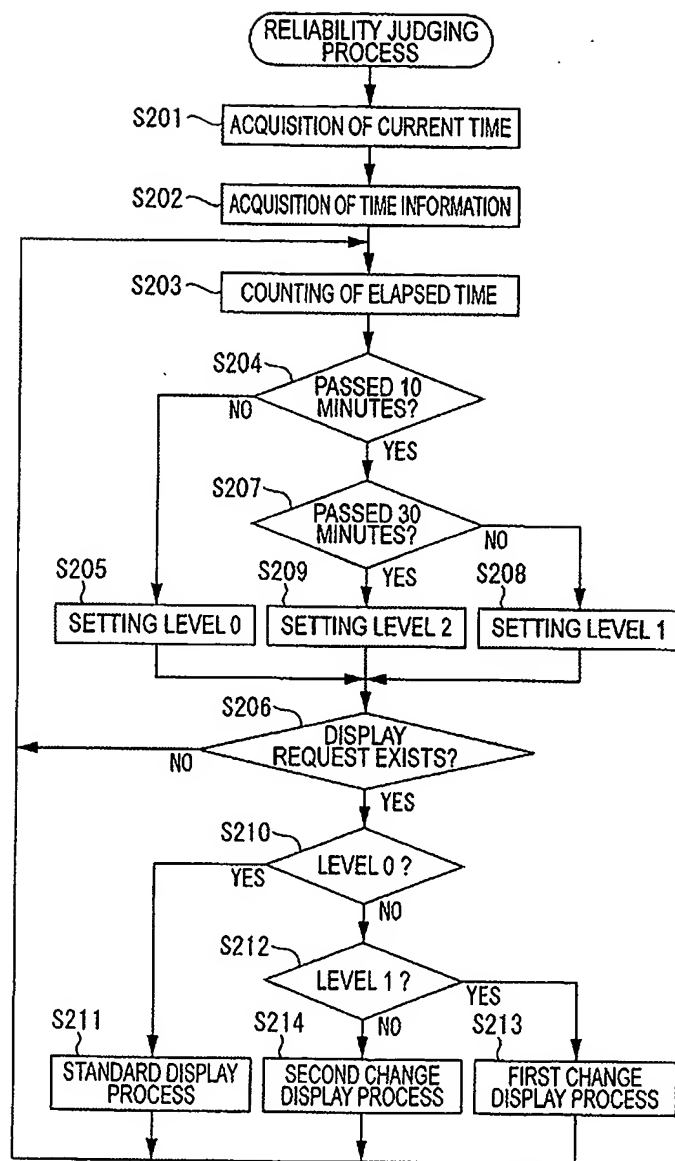 RELIABILITY JUDGING
PROCESS
S201
ACQUISITION OF CURRENT TIME
S202
ACQUISITION OF TIME INFORMATION
S203
COUNTING OF ELAPSED TIME
S204
PASSED 10
MINUTES?
NO
YES
S207
PASSED 30
MINUTES?
NO
YES
S205
SETTING LEVEL 0
S209
SETTING LEVEL 2
S208
SETTING LEVEL 1
S206
DISPLAY
REQUEST EXISTS?
NO
YES
S210
LEVEL 0 ?
YES
NO
S212
LEVEL 1 ?
YES
NO
S211
STANDARD DISPLAY
PROCESS
S214
SECOND CHANGE
DISPLAY PROCESS
S213
FIRST CHANGE
DISPLAY PROCESS